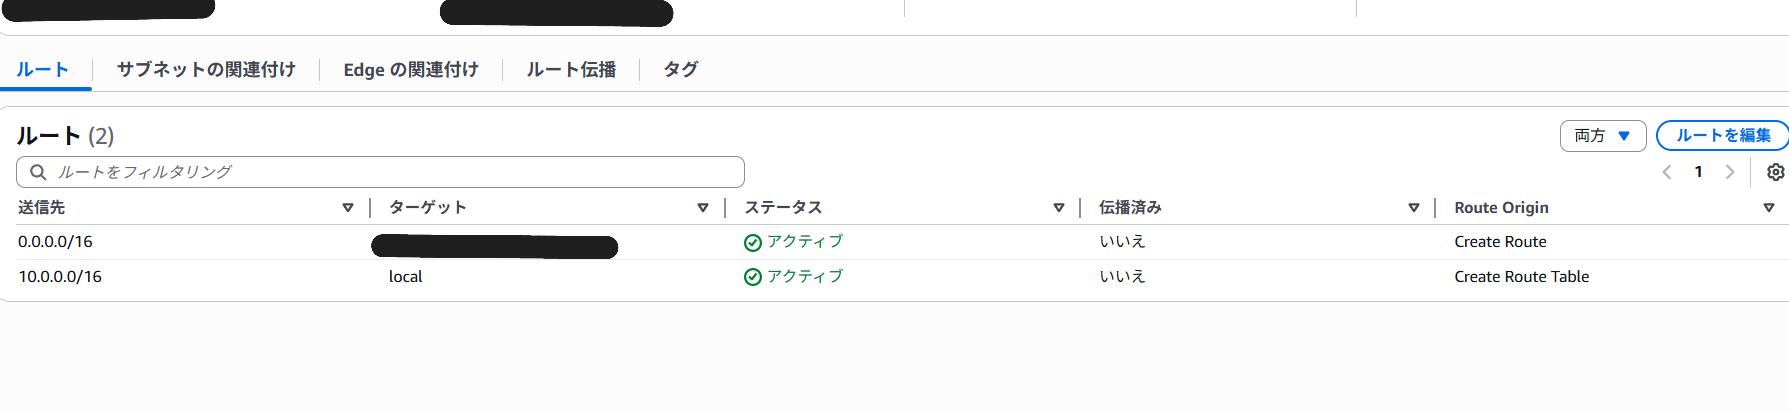 ルート サブネットの関連付け Edge の関連付け ルート伝播 タグ
ルート (2) 両方 ルートを編集
ルートをフィルタリング 1
送信先 ターゲット ステータス 伝播済み Route Origin
0.0.0.0/16 アクティブ いいえ Create Route
10.0.0.0/16 local アクティブ いいえ Create Route Table